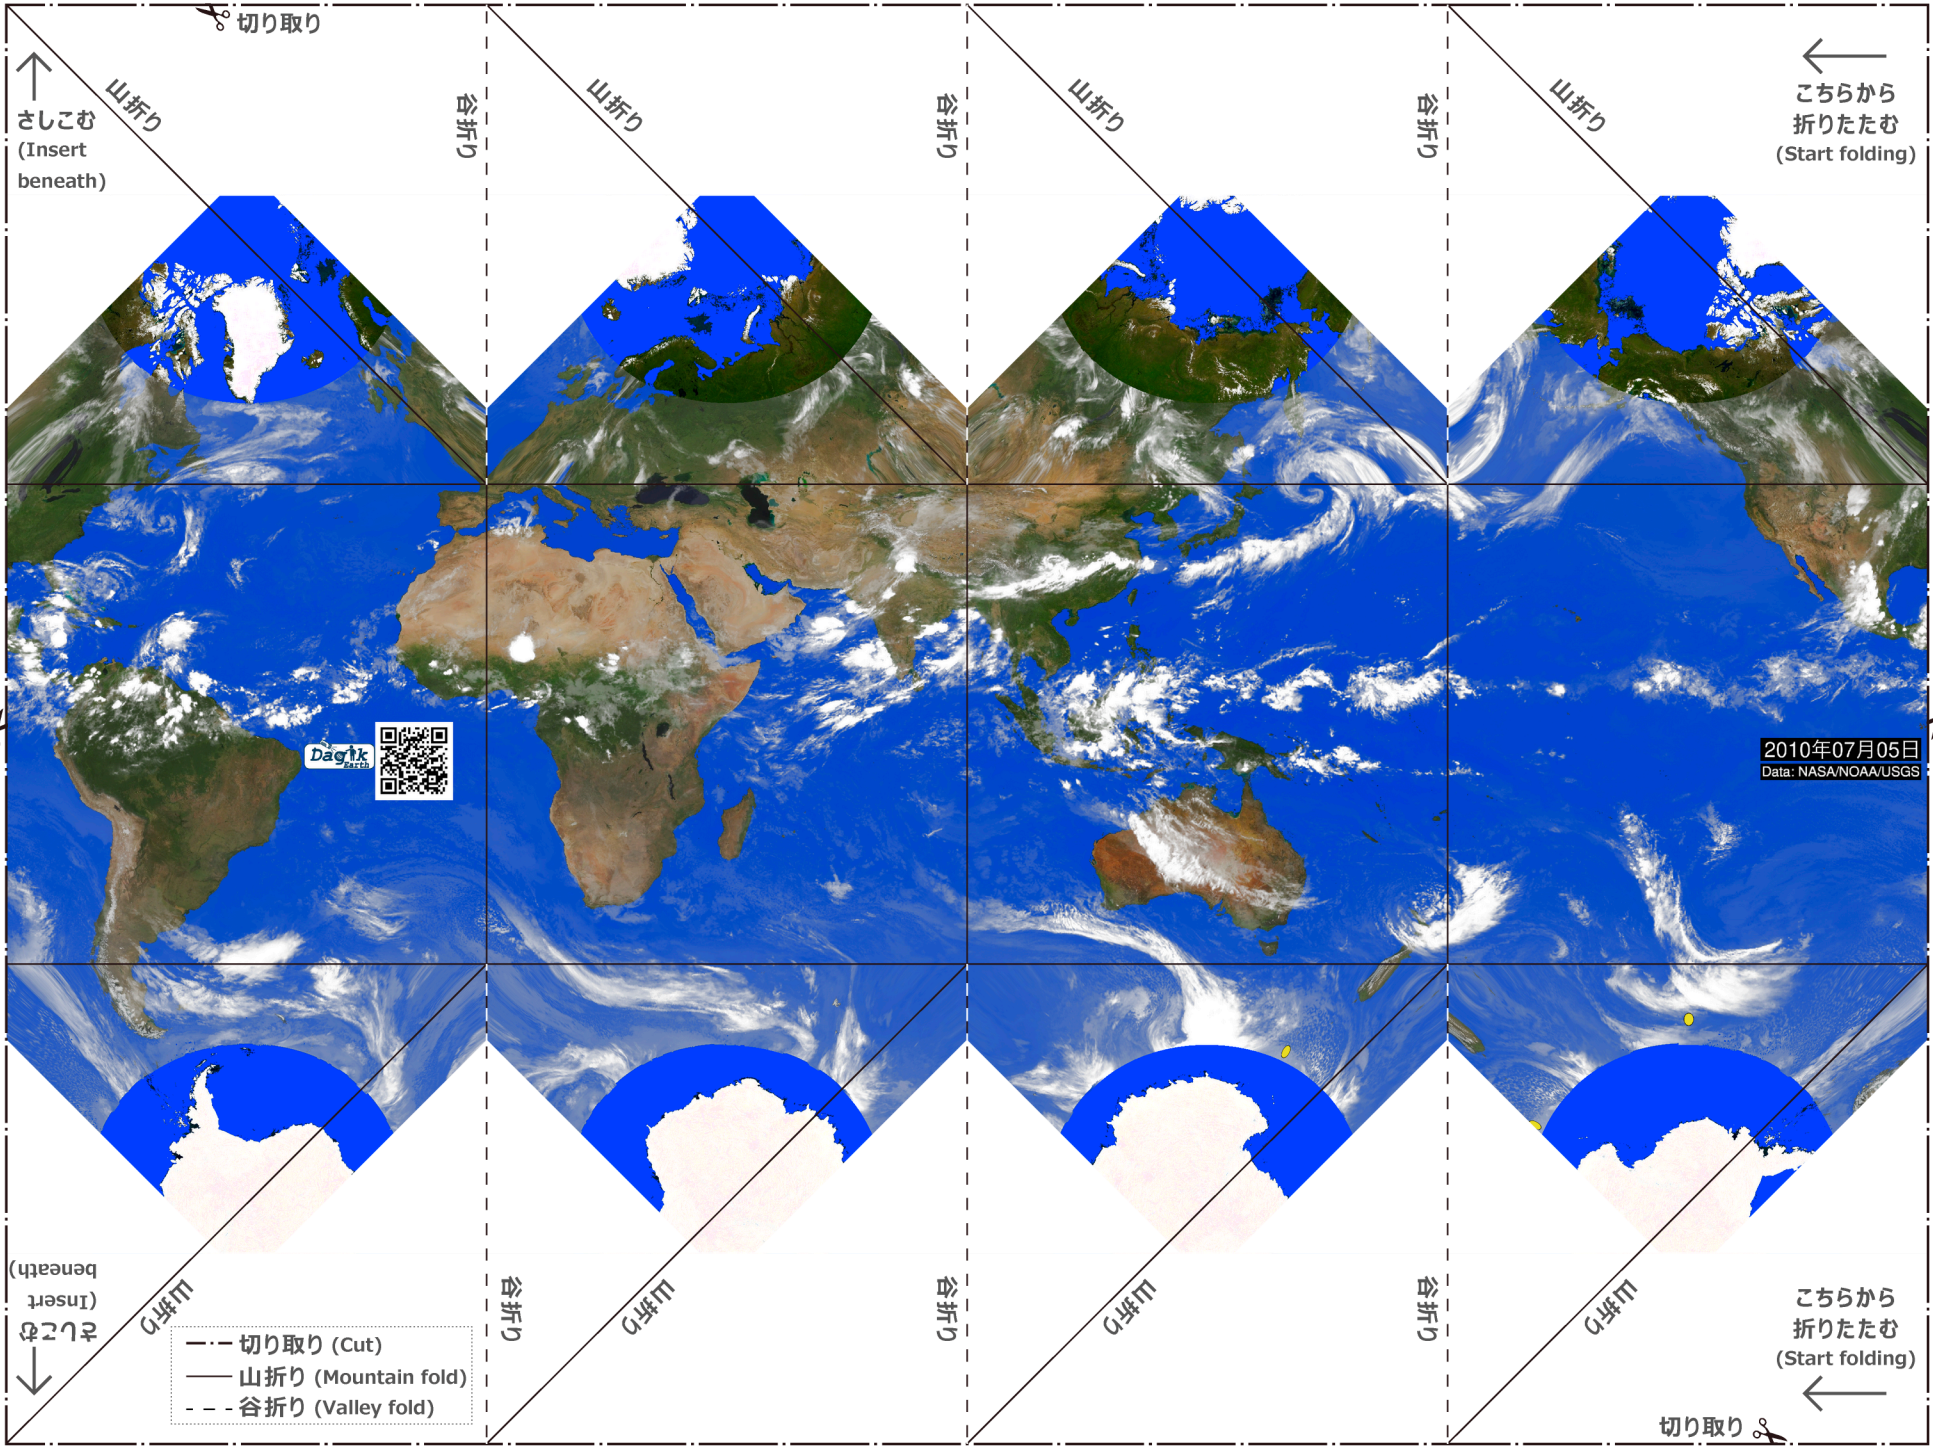 切り取り
山折り
谷折り
山折り
谷折り
山折り
谷折り
山折り
さしこむ
(Insert
beneath)
こちらから
折りたたむ
(Start folding)
Dagik
Earth
2010年07月05日
Data: NASA/NOAA/USGS
さしこむ
(Insert
beneath)
山折り
谷折り
山折り
谷折り
山折り
谷折り
山折り
こちらから
折りたたむ
(Start folding)
切り取り (Cut)
山折り (Mountain fold)
谷折り (Valley fold)
切り取り